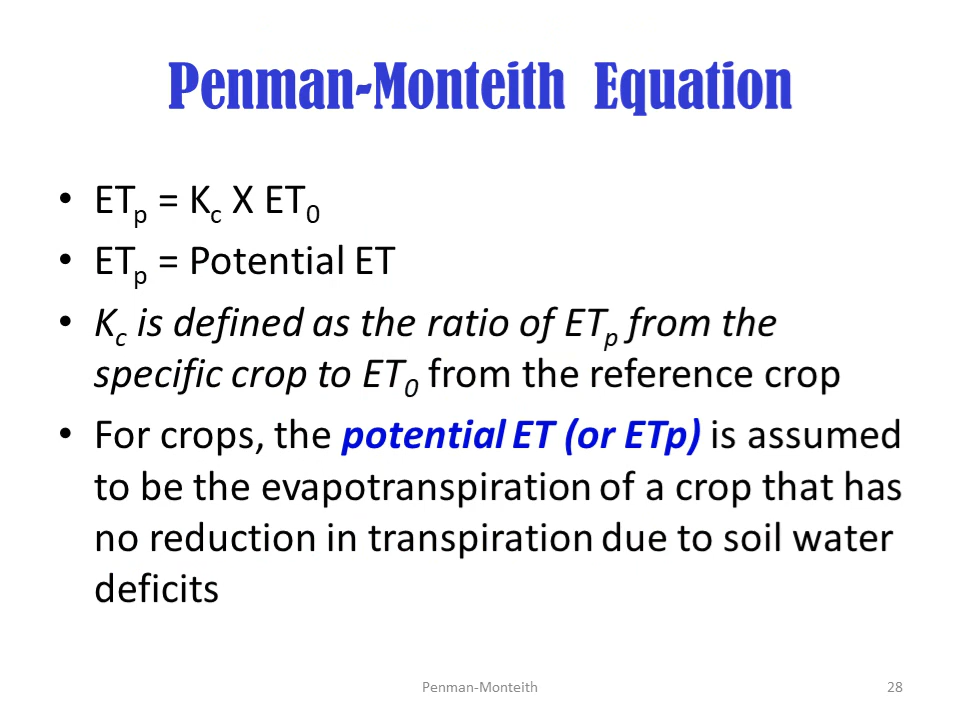 Penman-Monteith Equation
• ETp = Kc X ET0
• ETp = Potential ET
• Kc is defined as the ratio of ETp from the
specific crop to ET0 from the reference crop
• For crops, the potential ET (or ETp) is assumed
to be the evapotranspiration of a crop that has
no reduction in transpiration due to soil water
deficits
Penman-Monteith
28